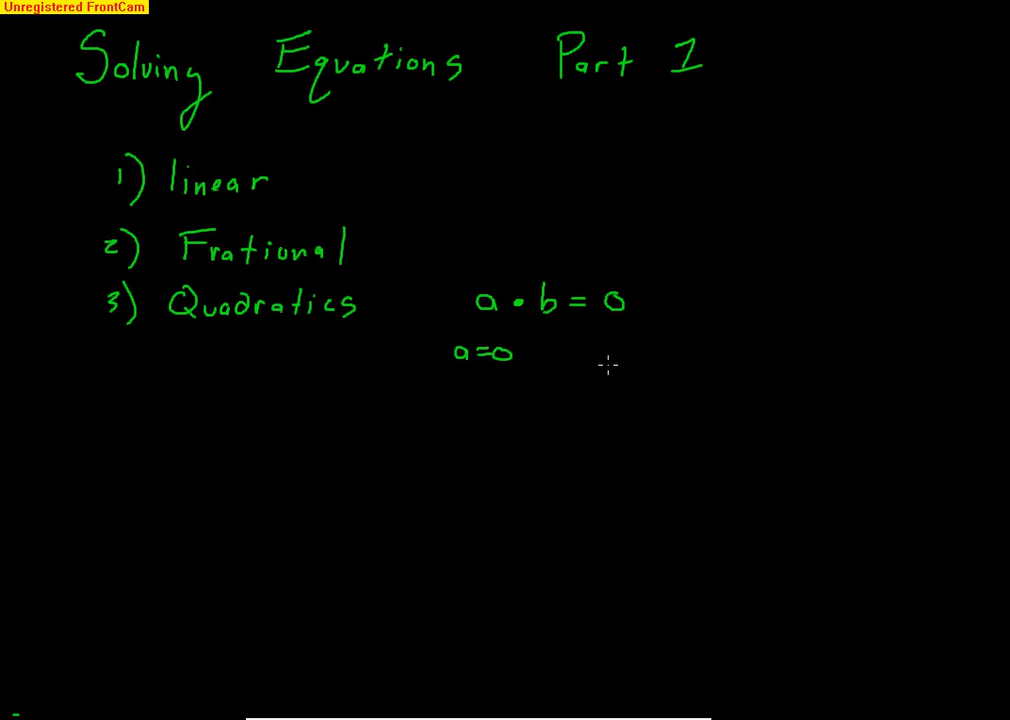 Unregistered FrontCam
Solving Equations Part 1
1) linear
2) Frational
3) Quadratics a • b = 0
a=0